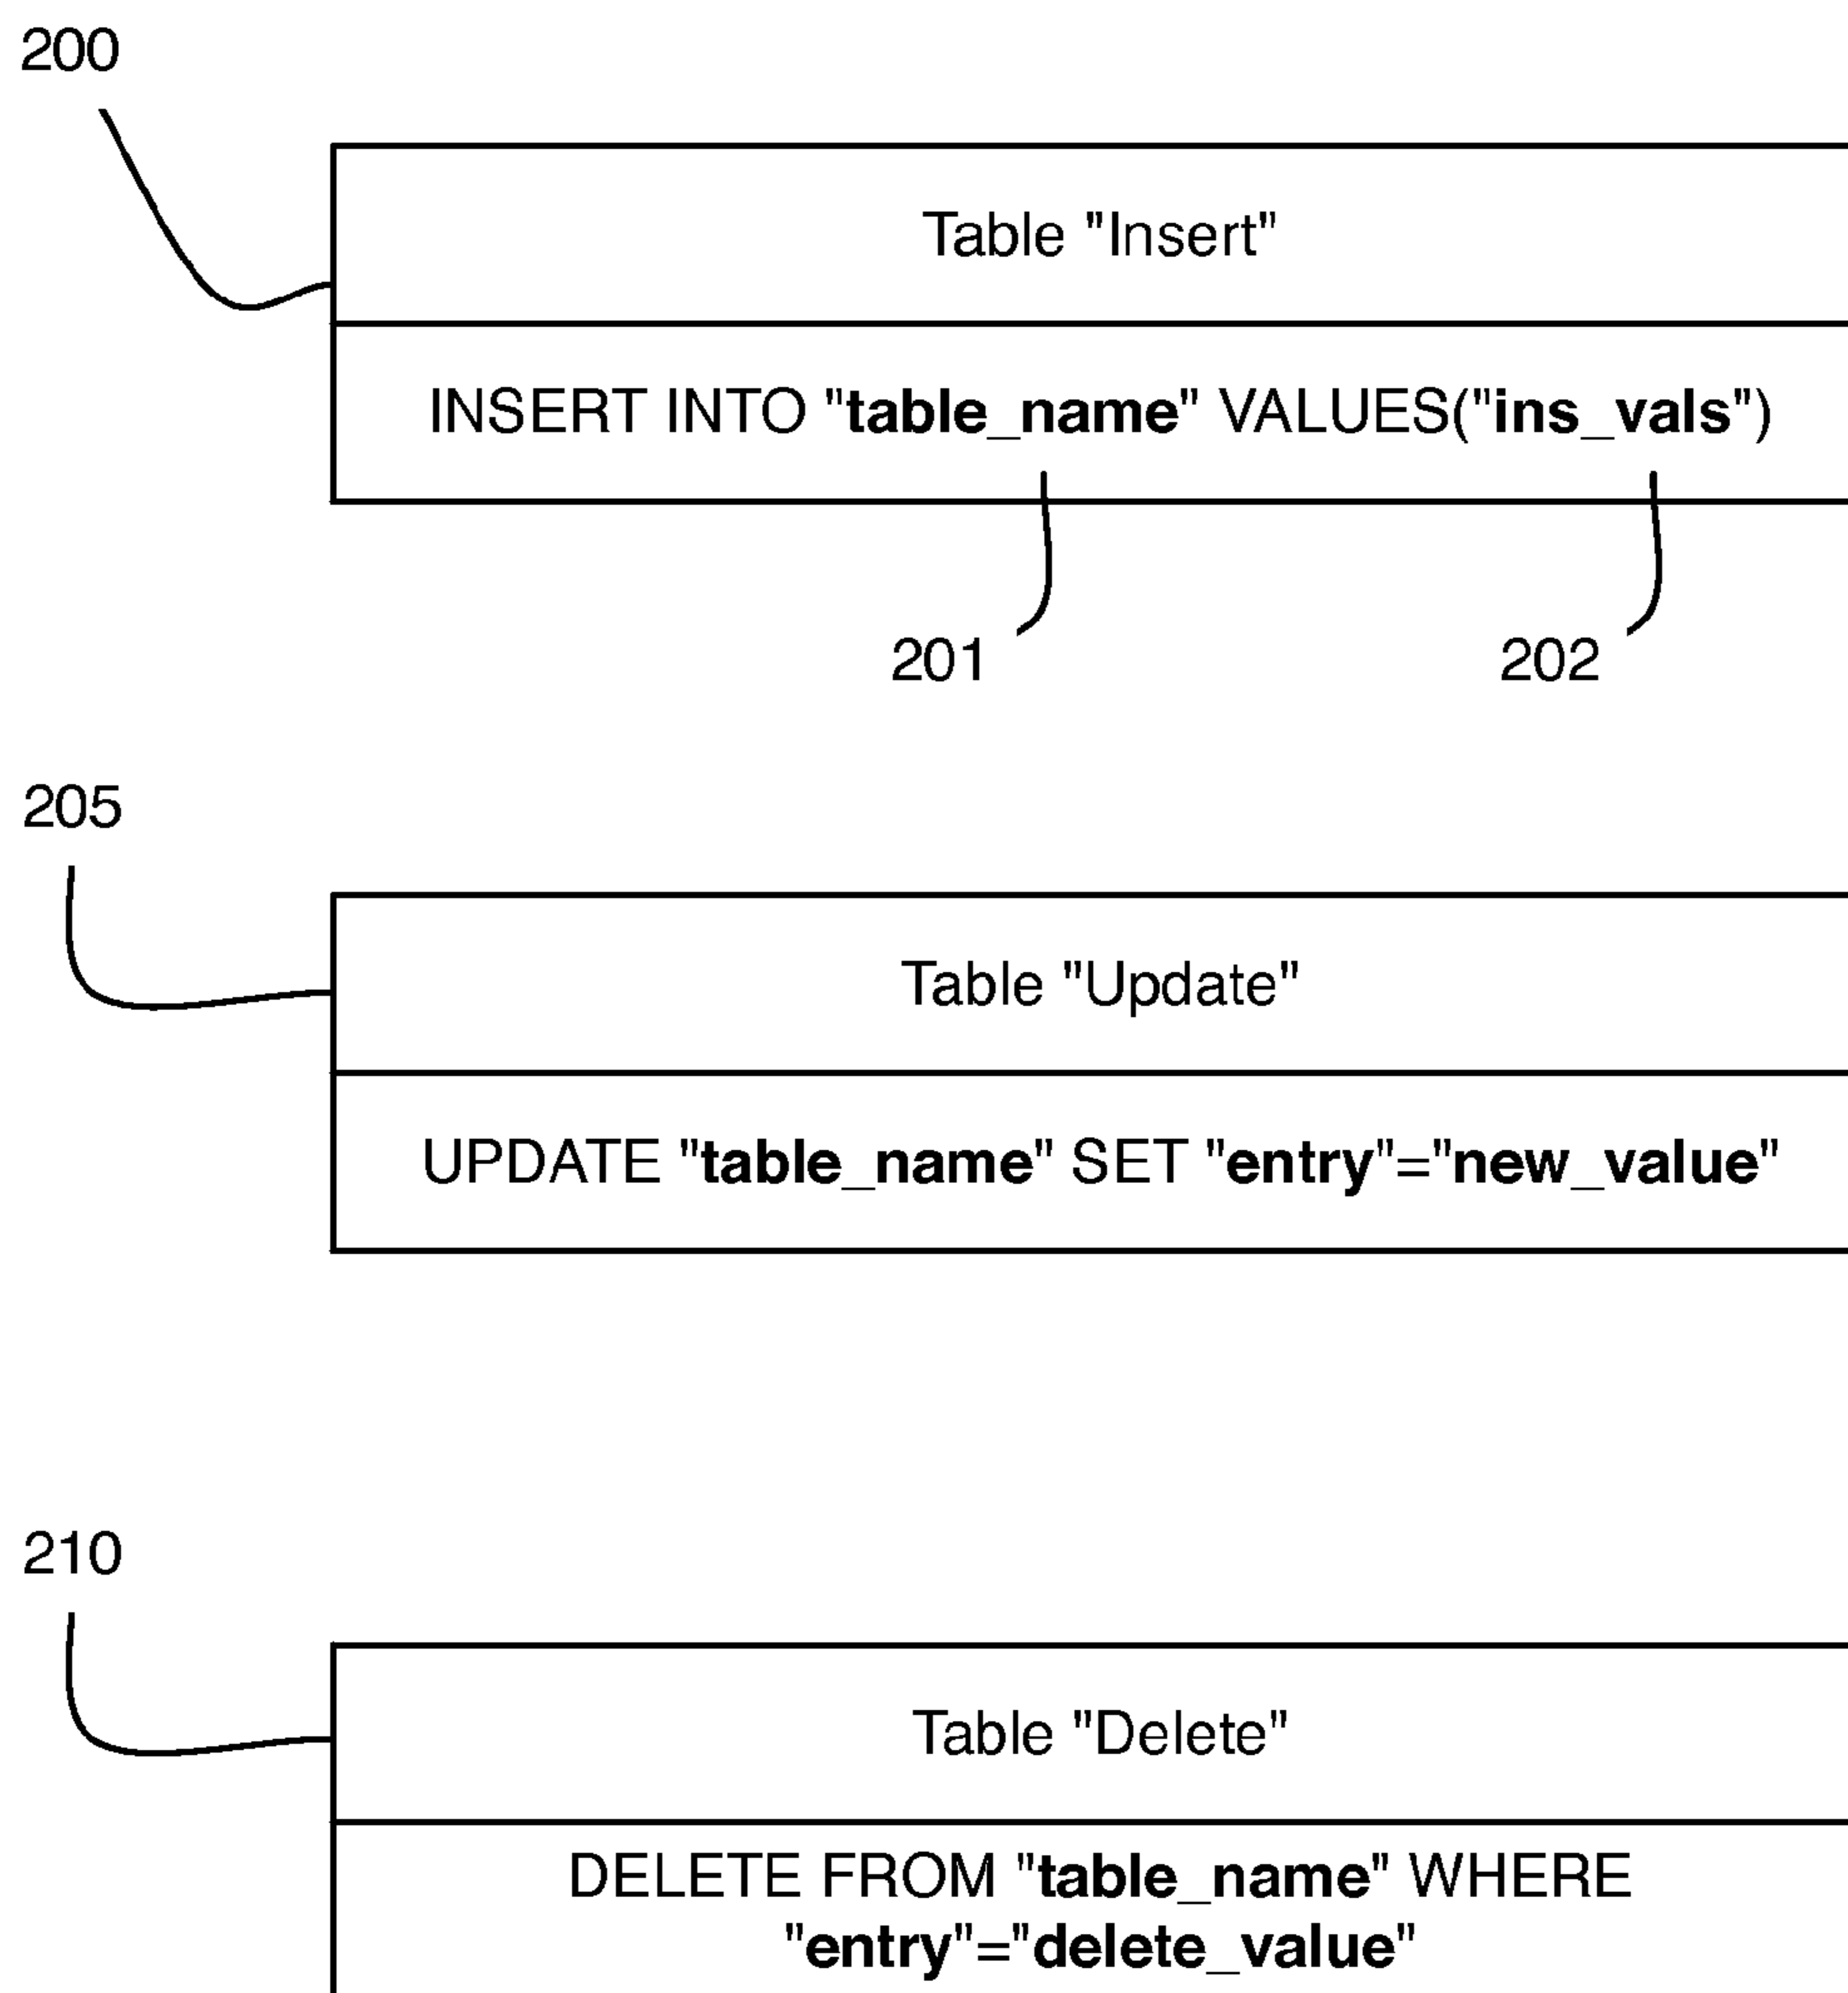 200
Table "Insert"
INSERT INTO "table_name" VALUES("ins_vals")
201 202
205
Table "Update"
UPDATE "table_name" SET "entry"="new_value"
210
Table "Delete"
DELETE FROM "table_name" WHERE
"entry"="delete_value"